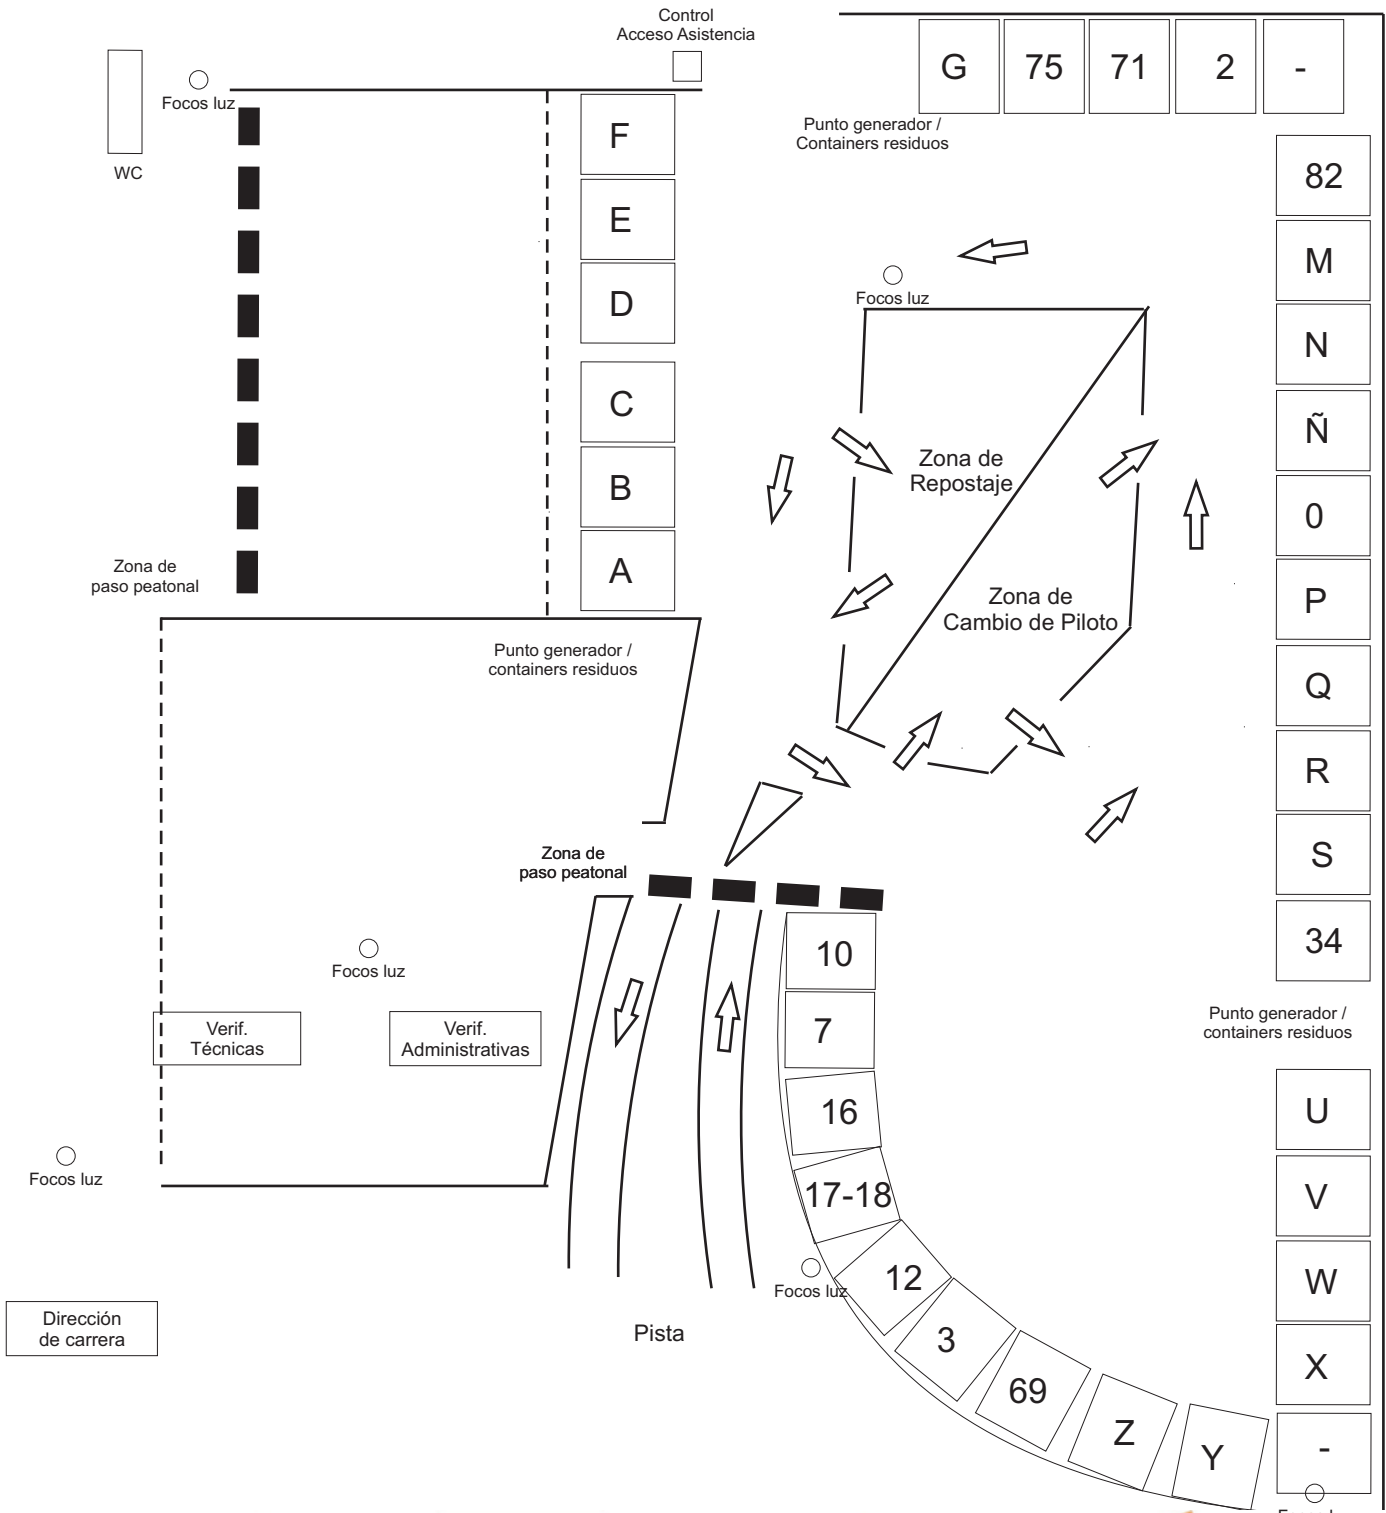 Control
Acceso Asistencia
Focos luz
WC
F
E
D
C
B
A
G
75
71
2
-
Punto generador /
Containers residuos
82
M
N
Ñ
0
P
Q
R
S
34
Focos luz
Zona de
Repostaje
Zona de
Cambio de Piloto
Zona de
paso peatonal
Punto generador /
containers residuos
Zona de
paso peatonal
Focos luz
Verif.
Técnicas
Verif.
Administrativas
Focos luz
Dirección
de carrera
Pista
10
7
16
17-18
12
Focos luz
3
69
Z
Y
Punto generador /
containers residuos
U
V
W
X
-